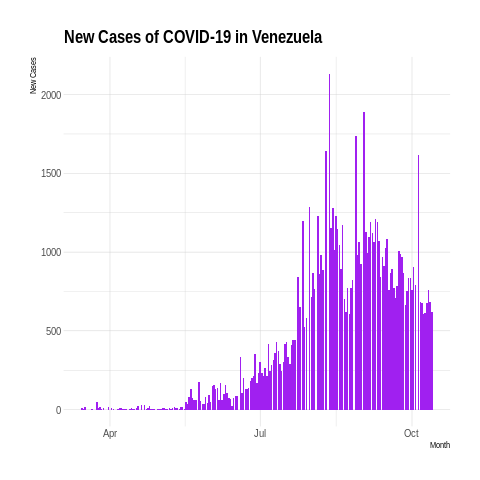 New Cases of COVID-19 in Venezuela
New Cases
2000
1500
1000
500
0
Apr
Jul
Oct
Month